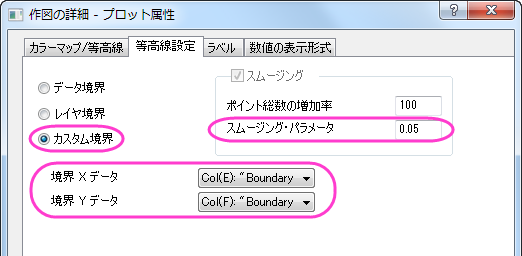 作図の詳細 - プロット属性
カラーマップ/等高線 等高線設定 ラベル 数値の表示形式
データ境界
レイヤ境界
カスタム境界
スムージング
ポイント総数の増加率 100
スムージング・パラメータ 0.05
境界 X データ Col(E): "Boundary
境界 Y データ Col(F): "Boundary